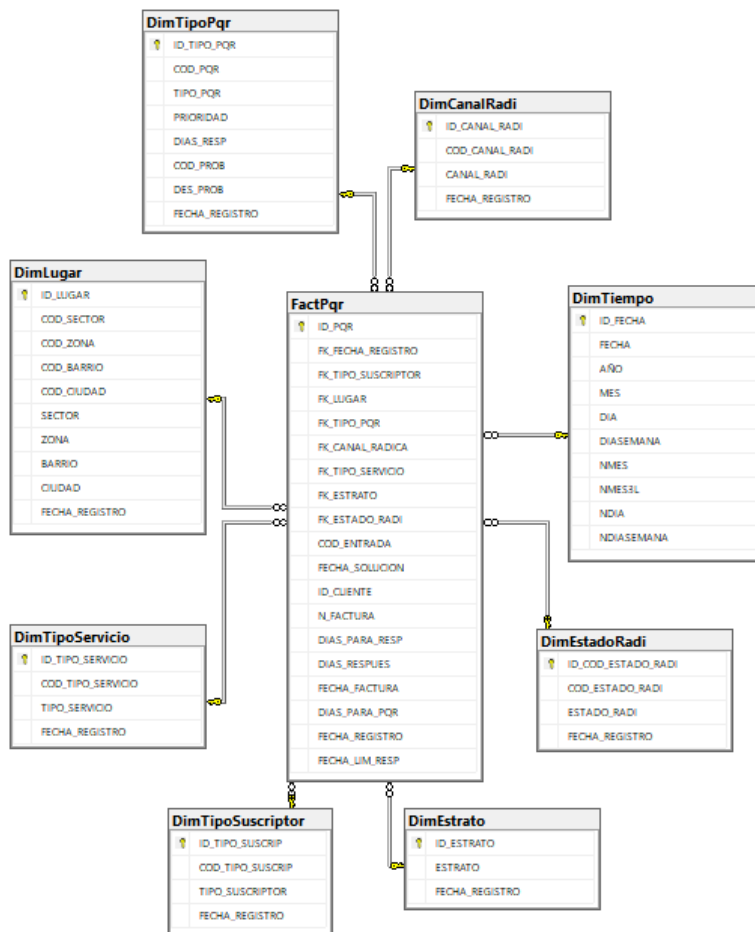 DimTipoPqr
ID_TIPO_PQR
COD_PQR
TIPO_PQR
PRIORIDAD
DIAS_RESP
COD_PROB
DES_PROB
FECHA_REGISTRO
DimCanalRadi
ID_CANAL_RADI
COD_CANAL_RADI
CANAL_RADI
FECHA_REGISTRO
DimLugar
ID_LUGAR
COD_SECTOR
COD_ZONA
COD_BARRIO
COD_CIUDAD
SECTOR
ZONA
BARRIO
CIUDAD
FECHA_REGISTRO
FactPqr
ID_PQR
FK_FECHA_REGISTRO
FK_TIPO_SUSCRIPTOR
FK_LUGAR
FK_TIPO_PQR
FK_CANAL_RADICA
FK_TIPO_SERVICIO
FK_ESTRATO
FK_ESTADO_RADI
COD_ENTRADA
FECHA_SOLUCION
ID_CLIENTE
N_FACTURA
DIAS_PARA_RESP
DIAS_RESPUES
FECHA_FACTURA
DIAS_PARA_PQR
FECHA_REGISTRO
FECHA_LIM_RESP
DimTiempo
ID_FECHA
FECHA
AÑO
MES
DIA
DIASEMANA
NMES
NMES3L
NDIA
NDIASEMANA
DimTipoServicio
ID_TIPO_SERVICIO
COD_TIPO_SERVICIO
TIPO_SERVICIO
FECHA_REGISTRO
DimEstadoRadi
ID_COD_ESTADO_RADI
COD_ESTADO_RADI
ESTADO_RADI
FECHA_REGISTRO
DimTipoSuscriptor
ID_TIPO_SUSCRIP
COD_TIPO_SUSCRIP
TIPO_SUSCRIPTOR
FECHA_REGISTRO
DimEstrato
ID_ESTRATO
ESTRATO
FECHA_REGISTRO